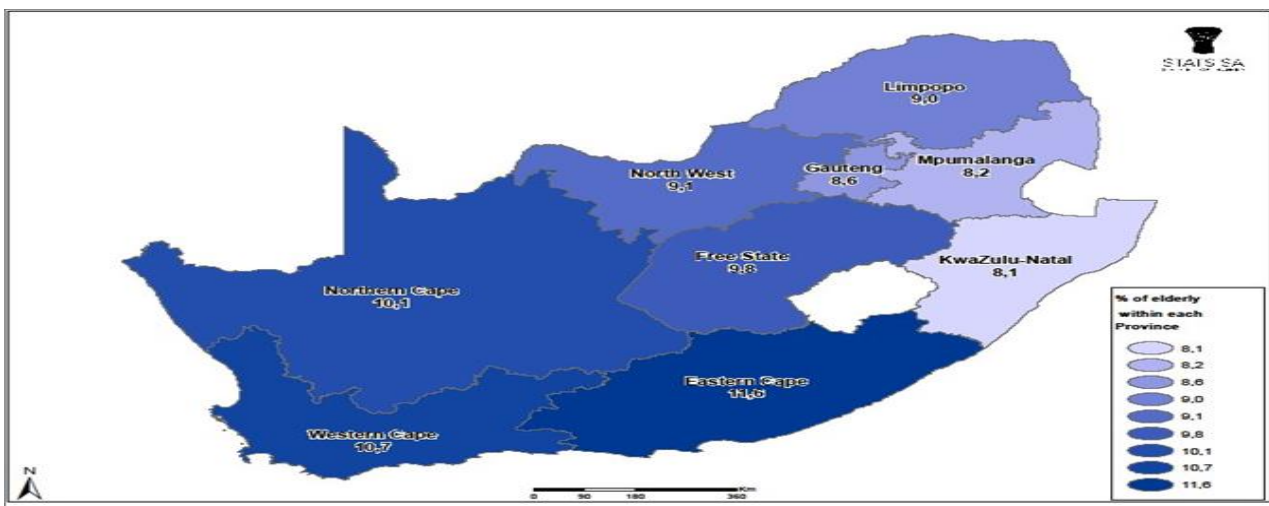 STATS SA
Limpopo
9,0
Mpumalanga
8,2
Gauteng
8,6
North West
9,1
Free State
9,8
KwaZulu-Natal
8,1
Northern Cape
10,1
Eastern Cape
11,6
Western Cape
10,7
% of elderly
within each
Province
8,1
8,2
8,6
9,0
9,1
9,8
10,1
10,7
11,6
N
Km
0 90 180 360